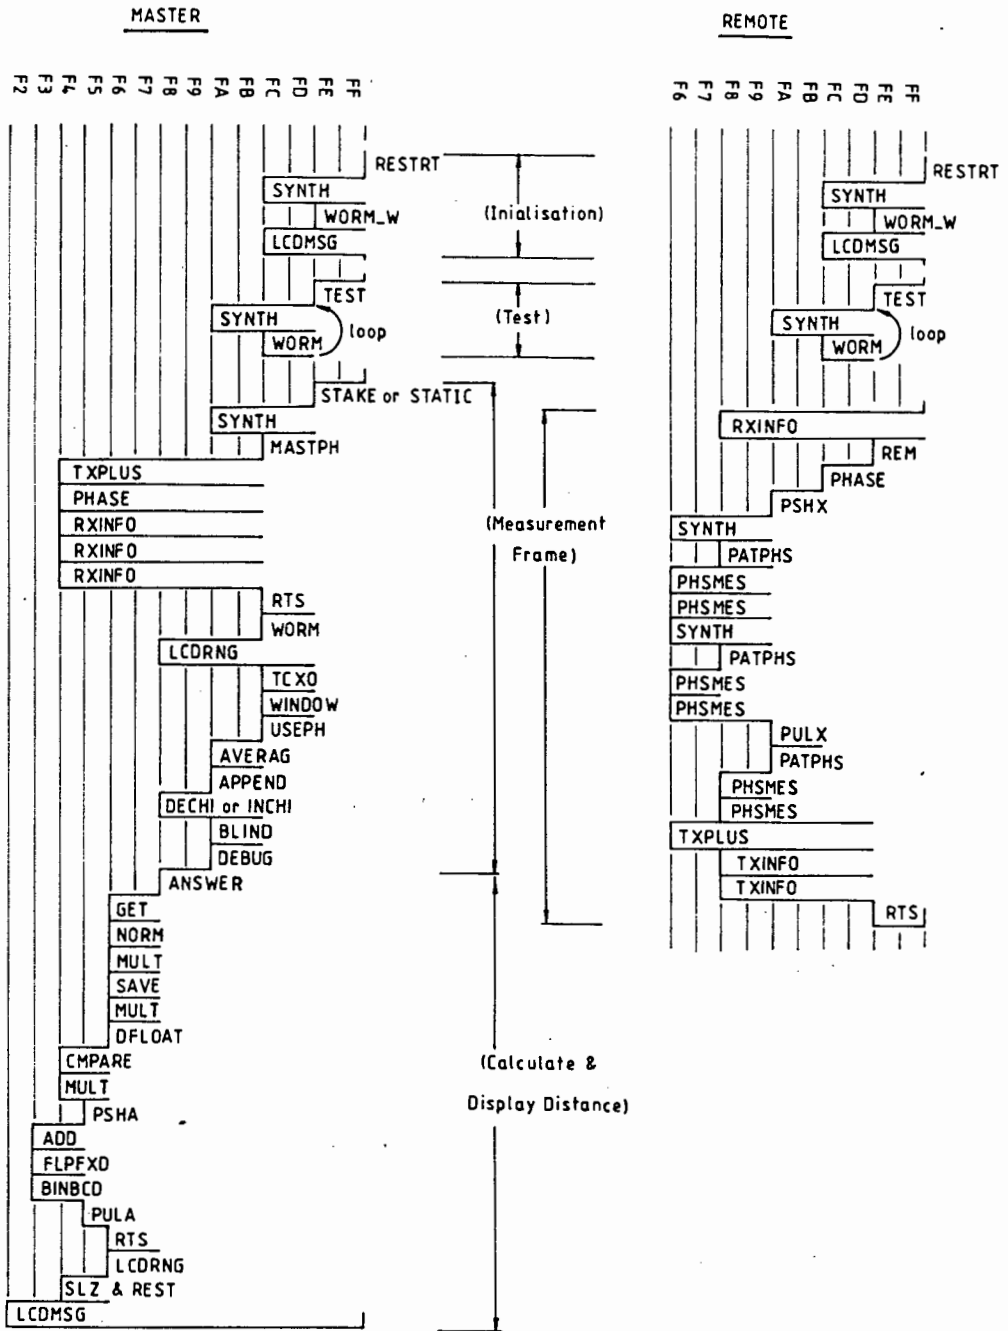 MASTER
REMOTE
F2 F3 F4 F5 F6 F7 F8 F9 FA FB FC FD FE FF
F6 F7 F8 F9 FA FB FC FD FE FF
RESTRT
SYNTH
WORM_W
LCDMSG
TEST
SYNTH
loop
WORM
STAKE or STATIC
SYNTH
MASTPH
TXPLUS
PHASE
RXINFO
RXINFO
RXINFO
RTS
WORM
LCDRNG
TCXO
WINDOW
USEPH
AVERAG
APPEND
DECHI or INCHI
BLIND
DEBUG
ANSWER
GET
NORM
MULT
SAVE
MULT
DFLOAT
CMPARE
MULT
PSHA
ADD
FLPFXD
BINBCD
PULA
RTS
LCDRNG
SLZ & REST
LCDMSG
(Inialisation)
(Test)
(Measurement
Frame)
(Calculate &
Display Distance)
RESTRT
SYNTH
WORM_W
LCDMSG
TEST
SYNTH
loop
WORM
RXINFO
REM
PHASE
PSHX
SYNTH
PATPHS
PHSMES
PHSMES
SYNTH
PATPHS
PHSMES
PHSMES
PULX
PATPHS
PHSMES
PHSMES
TXPLUS
TXINFO
TXINFO
RTS